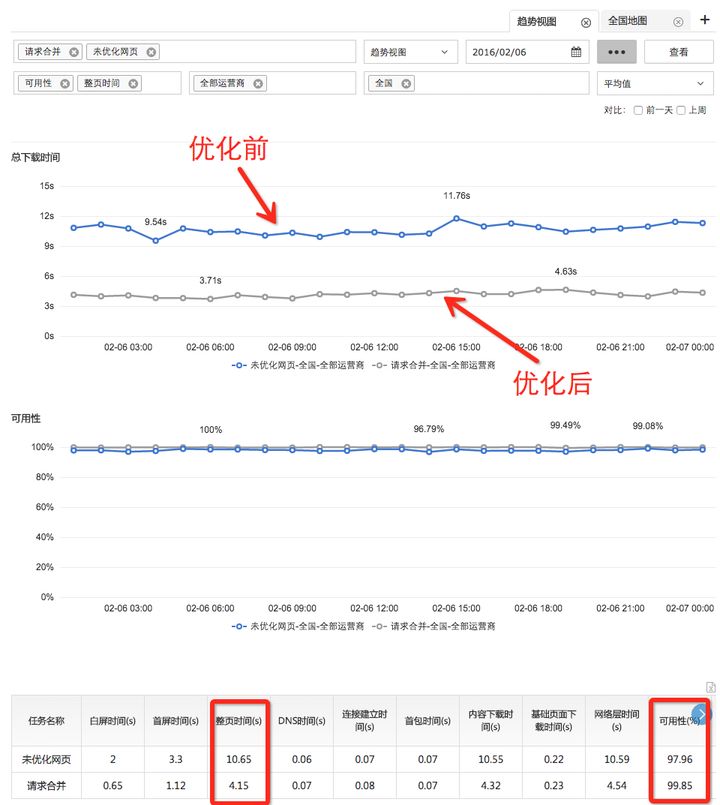 趋势视图 全国地图 +
请求合并 未优化网页 趋势视图 2016/02/06 ••• 查看
可用性 整页时间 全部运营商 全国 平均值
对比: 前一天 上周
总下载时间
优化前
15s
12s
9s
6s
3s
0s
9.54s
11.76s
3.71s
4.63s
02-06 03:00 02-06 06:00 02-06 09:00 02-06 12:00 02-06 15:00 02-06 18:00 02-06 21:00 02-07 00:00
未优化网页-全国-全部运营商 请求合并-全国-全部运营商
优化后
可用性
100% 96.79% 99.49% 99.08%
100%
80%
60%
40%
20%
0%
02-06 03:00 02-06 06:00 02-06 09:00 02-06 12:00 02-06 15:00 02-06 18:00 02-06 21:00 02-07 00:00
未优化网页-全国-全部运营商 请求合并-全国-全部运营商
任务名称 白屏时间(s) 首屏时间(s) 整页时间(s) DNS时间(s) 连接建立时间(s) 首包时间(s) 内容下载时间(s) 基础页面下载时间(s) 网络层时间(s) 可用性(%)
未优化网页 2 3.3 10.65 0.06 0.07 0.07 10.55 0.22 10.59 97.96
请求合并 0.65 1.12 4.15 0.07 0.08 0.07 4.32 0.23 4.54 99.85